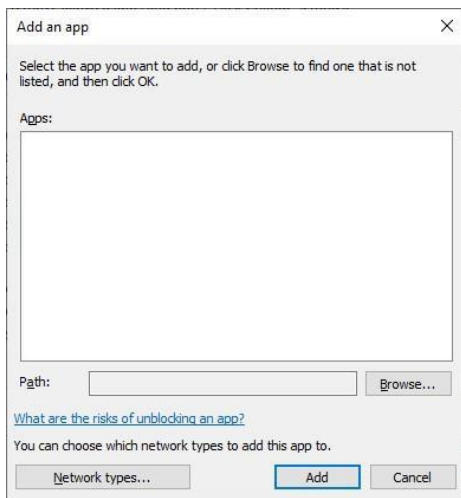 Add an app
Select the app you want to add, or click Browse to find one that is not
listed, and then click OK.
Apps:
Path:
Browse...
What are the risks of unblocking an app?
You can choose which network types to add this app to.
Network types...
Add
Cancel